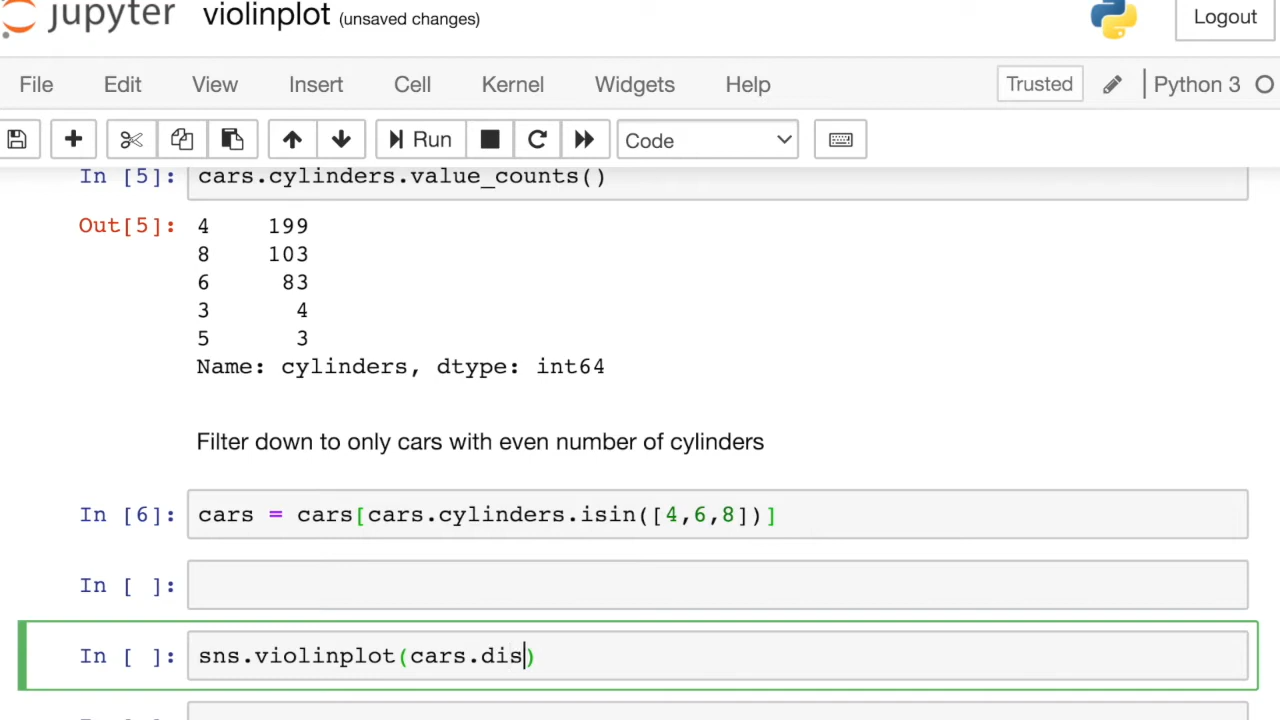 jupyter violinplot (unsaved changes) Logout
File Edit View Insert Cell Kernel Widgets Help Trusted Python 3
Run Code
In [5]: cars.cylinders.value_counts()
Out[5]: 4 199
8 103
6 83
3 4
5 3
Name: cylinders, dtype: int64
Filter down to only cars with even number of cylinders
In [6]: cars = cars[cars.cylinders.isin([4,6,8])]
In [ ]:
In [ ]: sns.violinplot(cars.dis)